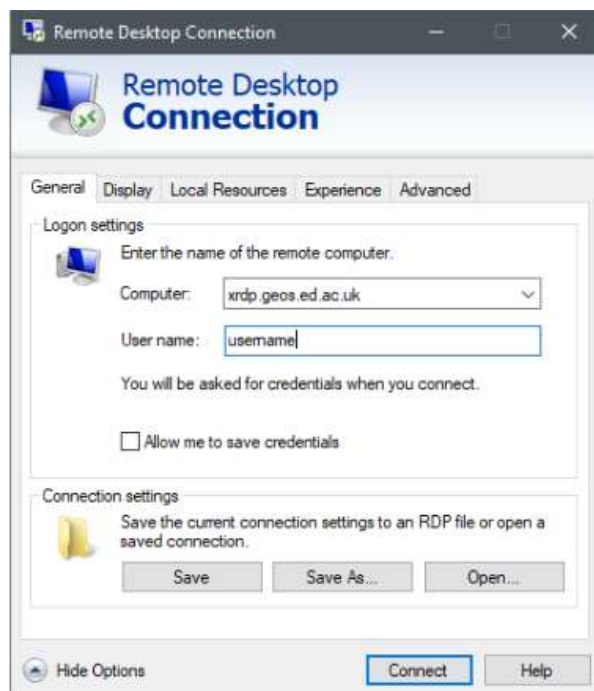 Remote Desktop Connection
Remote Desktop
Connection
General Display Local Resources Experience Advanced
Logon settings
Enter the name of the remote computer.
Computer: xrdp.geos.ed.ac.uk
User name: username
You will be asked for credentials when you connect.
Allow me to save credentials
Connection settings
Save the current connection settings to an RDP file or open a
saved connection.
Save Save As... Open...
Hide Options Connect Help